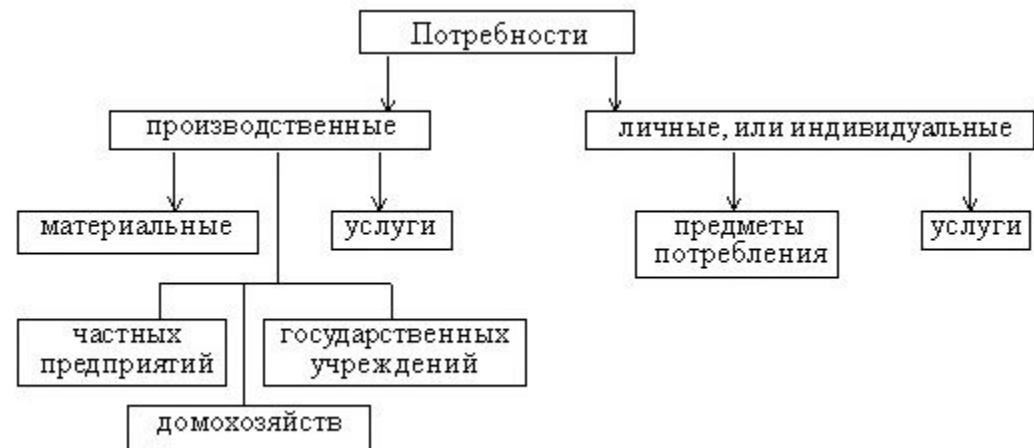 Потребности
производственные
личные, или индивидуальные
материальные
услуги
предметы
потребления
услуги
частных
предприятий
государственных
учреждений
домохозяйств